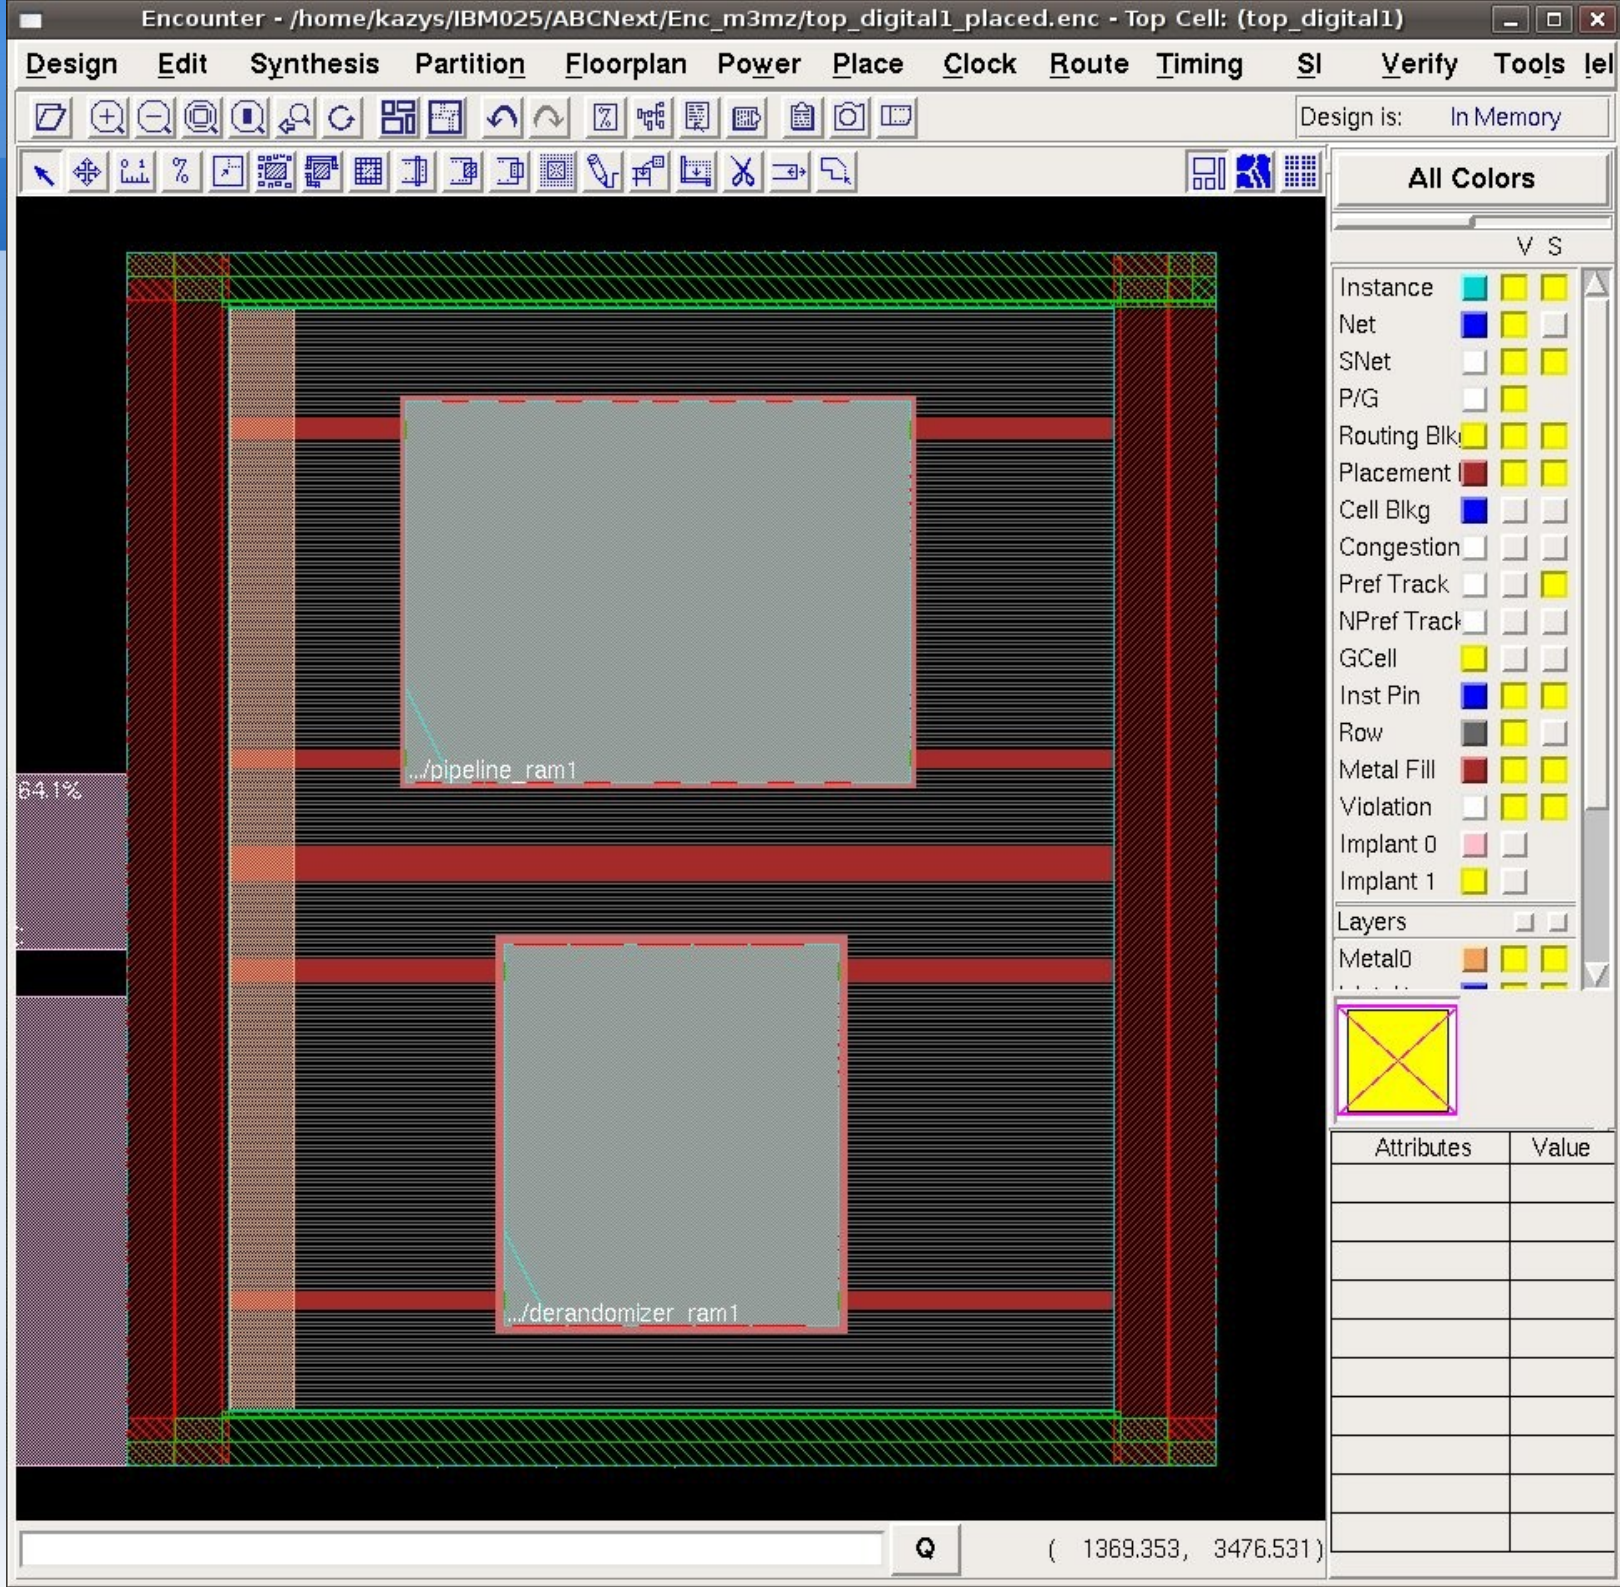 Encounter - /home/kazys/IBM025/ABCNext/Enc_m3mz/top_digital1_placed.enc - Top Cell: (top_digital1)
Design Edit Synthesis Partition Floorplan Power Place Clock Route Timing SI Verify Tools lel
Design is: In Memory
All Colors
V S
Instance
Net
SNet
P/G
Routing Blk
Placement
Cell Blkg
Congestion
Pref Track
NPref Track
GCell
Inst Pin
Row
Metal Fill
Violation
Implant 0
Implant 1
Layers
Metal0
Attributes Value
.../pipeline_ram1
64.1%
.../derandomizer_ram1
Q
( 1369.353, 3476.531)